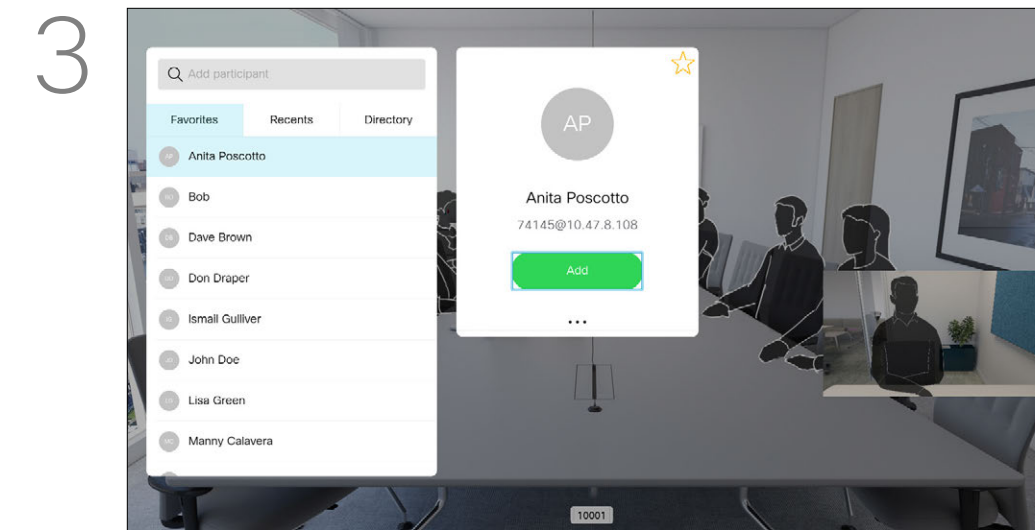 3
Add participant
Favorites Recents Directory
AP Anita Poscotto
Bob
Dave Brown
Don Draper
Ismail Gulliver
John Doe
Lisa Green
Manny Calavera
AP
Anita Poscotto
74145@10.47.8.108
Add
...
10001